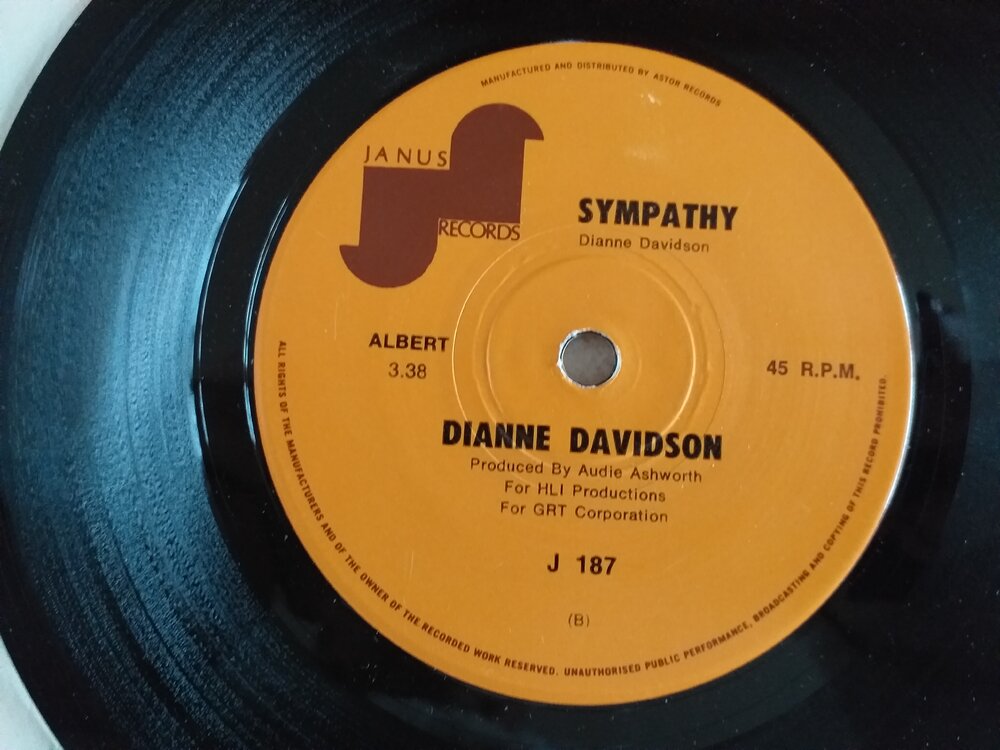 MANUFACTURED AND DISTRIBUTED BY ASTOR RECORDS
JANUS
RECORDS
SYMPATHY
Dianne Davidson
ALBERT
3.38
45 R.P.M.
DIANNE DAVIDSON
Produced By Audie Ashworth
For HLI Productions
For GRT Corporation
J 187
(B)
ALL RIGHTS OF THE MANUFACTURERS AND OF THE OWNER OF THE RECORDED WORK RESERVED. UNAUTHORISED PUBLIC PERFORMANCE, BROADCASTING AND COPYING OF THIS RECORD PROHIBITED.